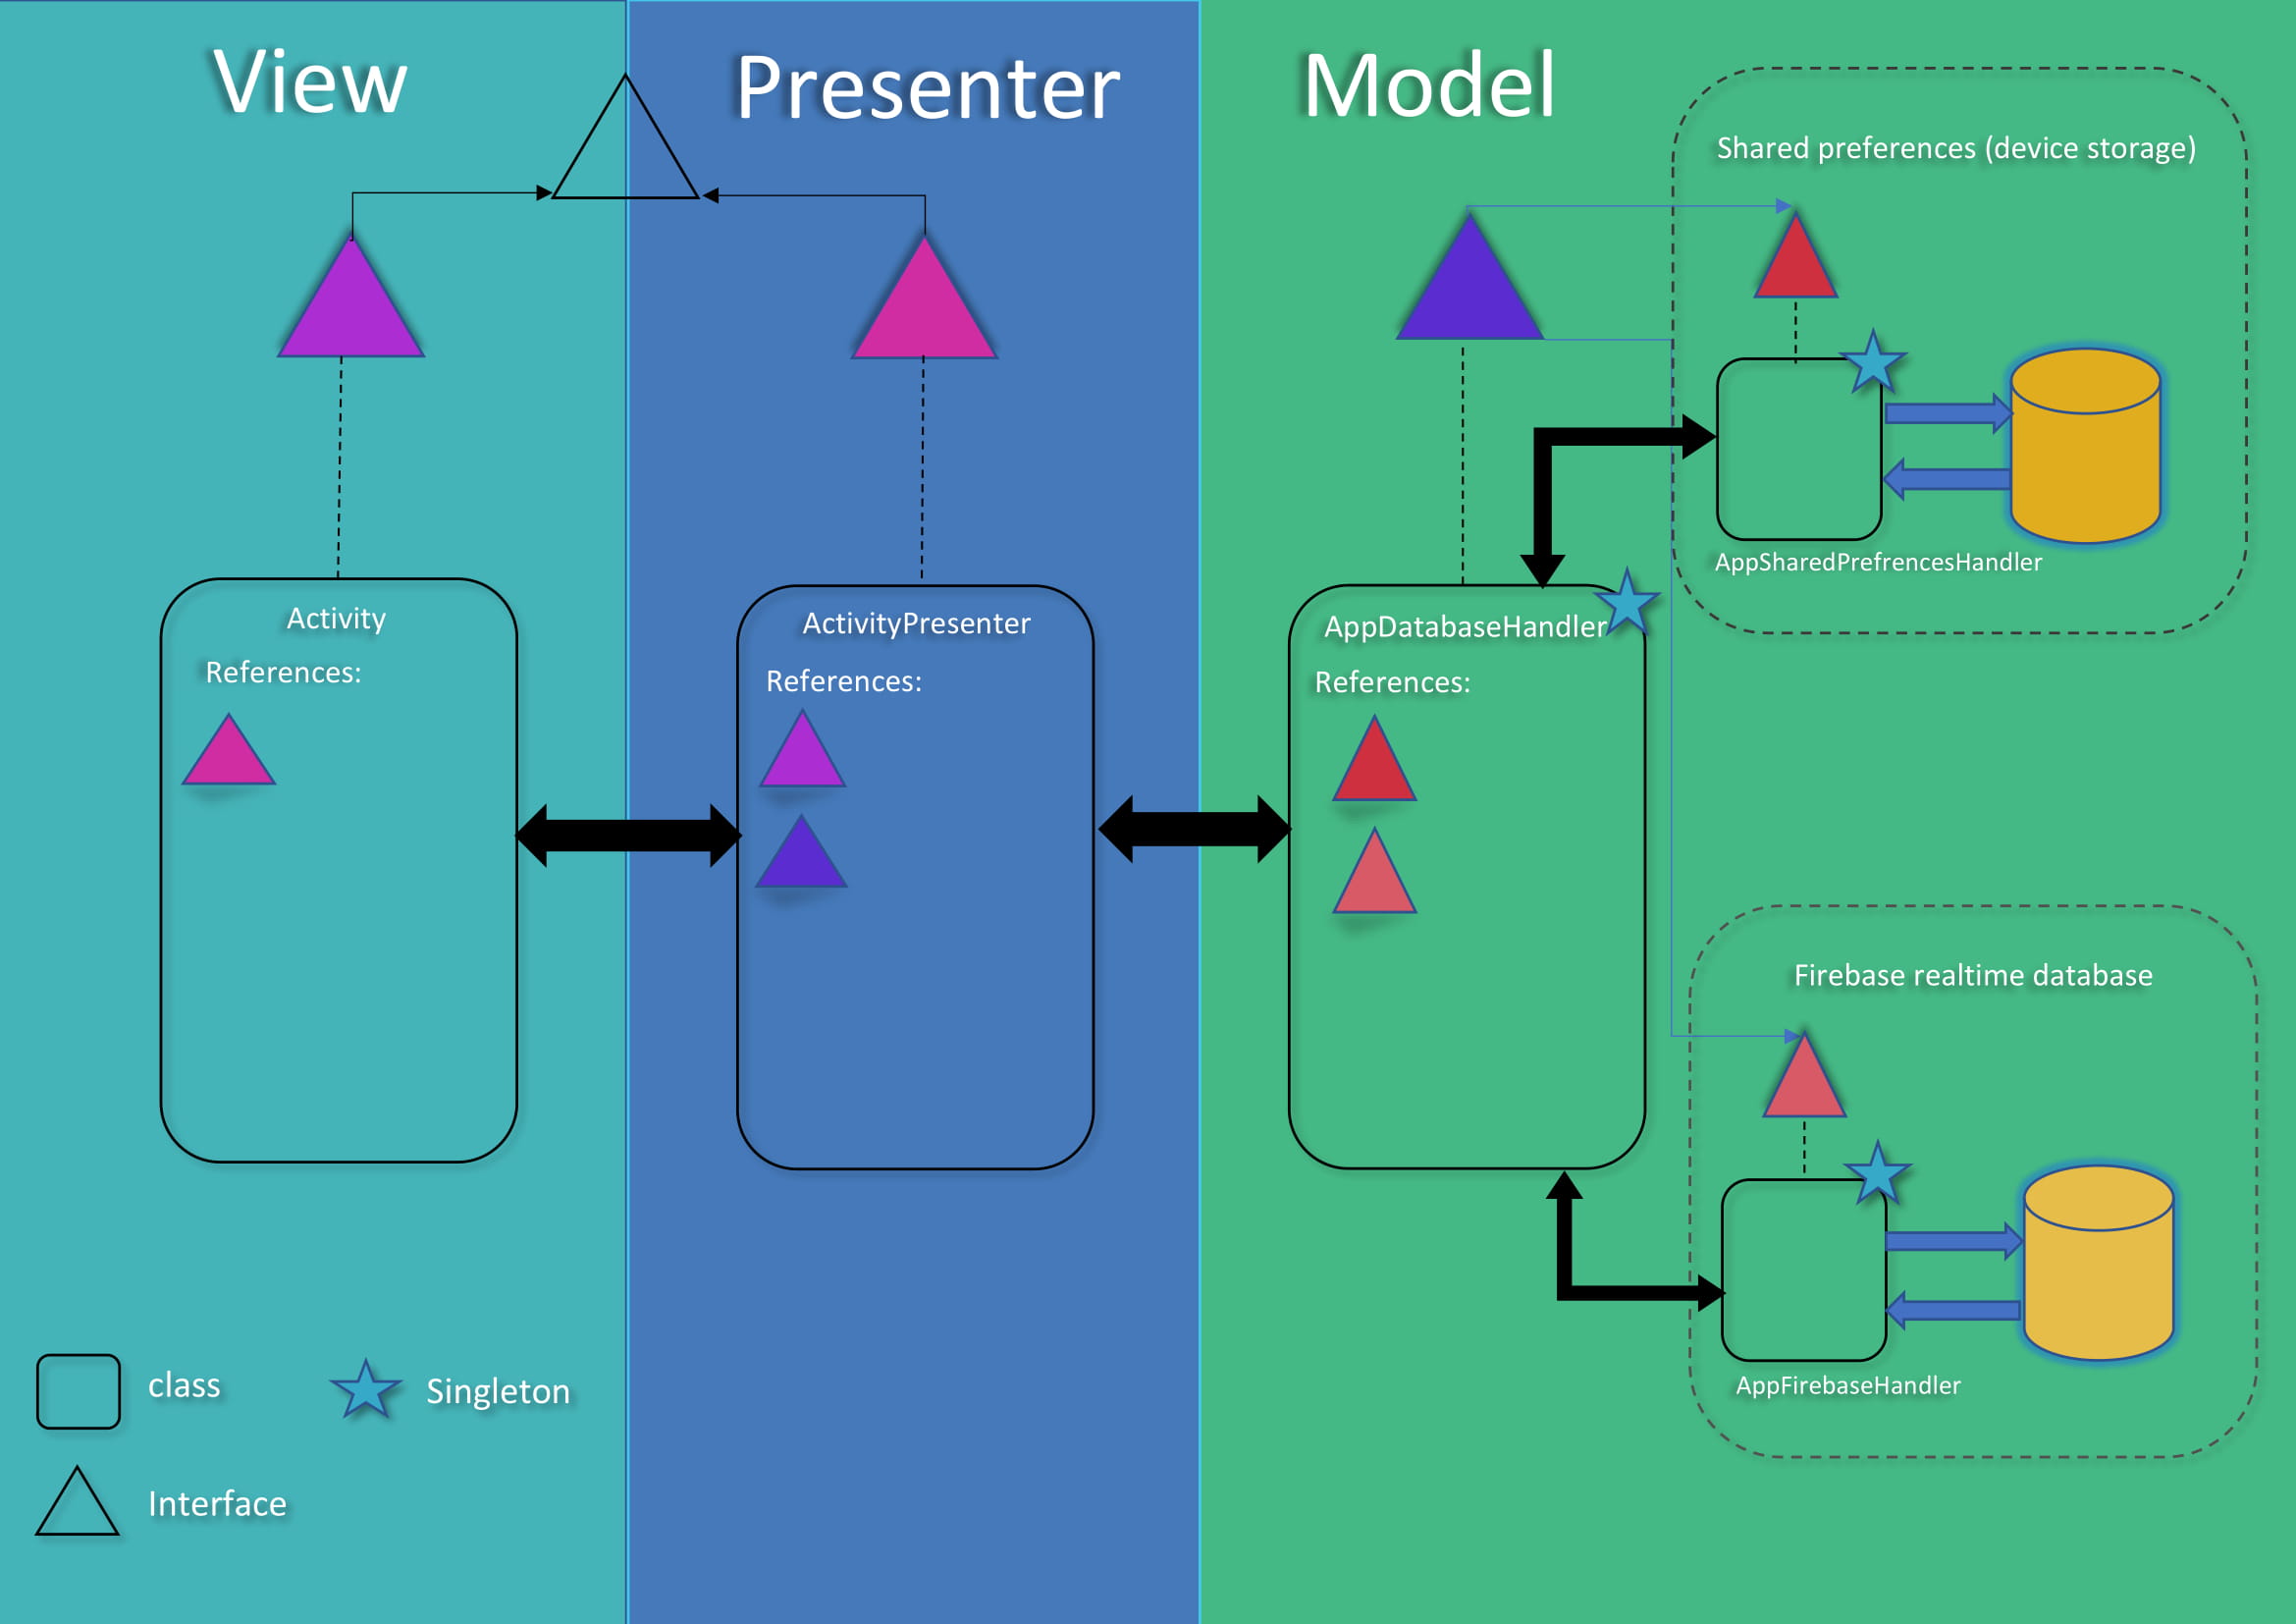 View
Presenter
Model
Shared preferences (device storage)
AppSharedPrefrencesHandler
Activity
References:
ActivityPresenter
References:
AppDatabaseHandler
References:
Firebase realtime database
AppFirebaseHandler
class
Singleton
Interface